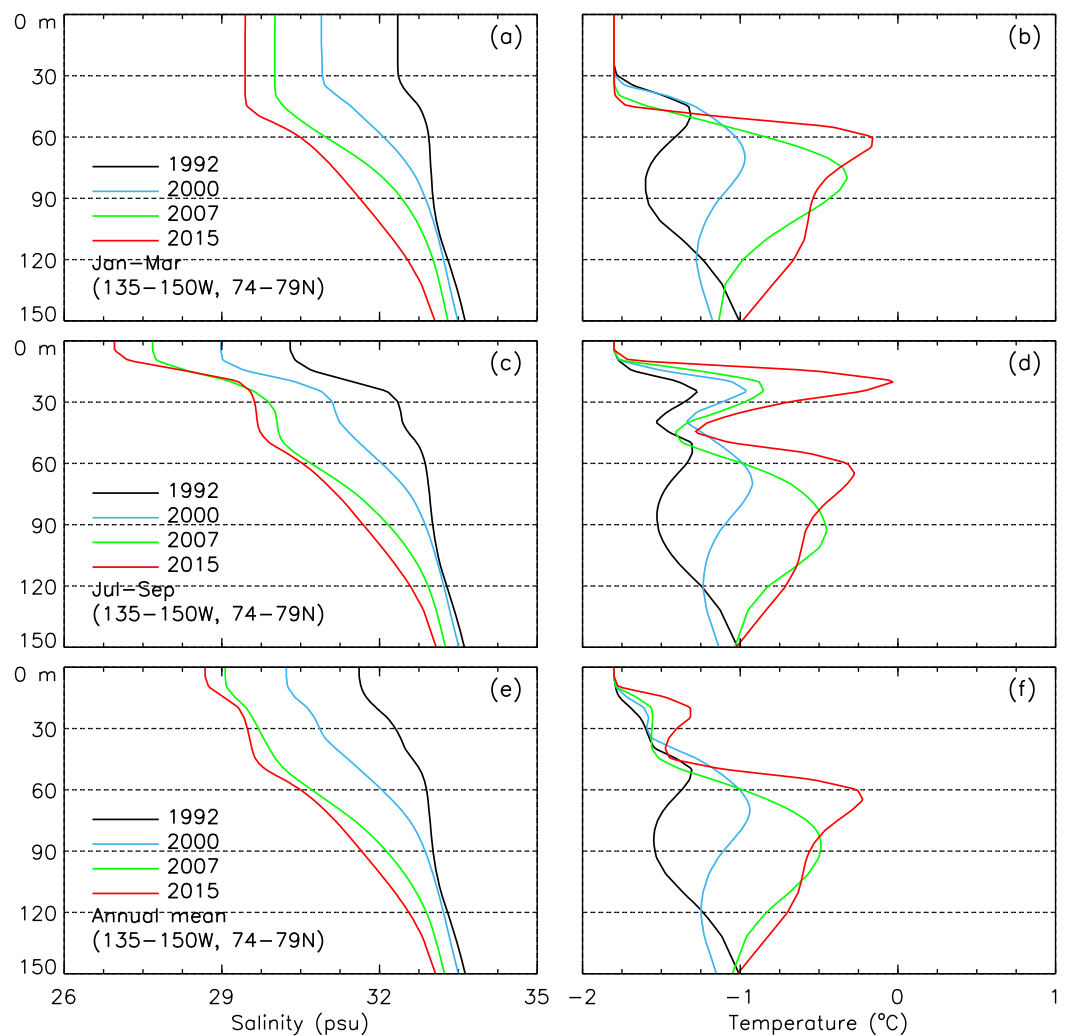 0 m
30
60
90
120
150
(a)
1992
2000
2007
2015
Jan-Mar
(135-150W, 74-79N)
(b)
0 m
30
60
90
120
150
(c)
1992
2000
2007
2015
Jul-Sep
(135-150W, 74-79N)
(d)
0 m
30
60
90
120
150
(e)
1992
2000
2007
2015
Annual mean
(135-150W, 74-79N)
(f)
26 29 32 35
Salinity (psu)
-2 -1 0 1
Temperature (°C)